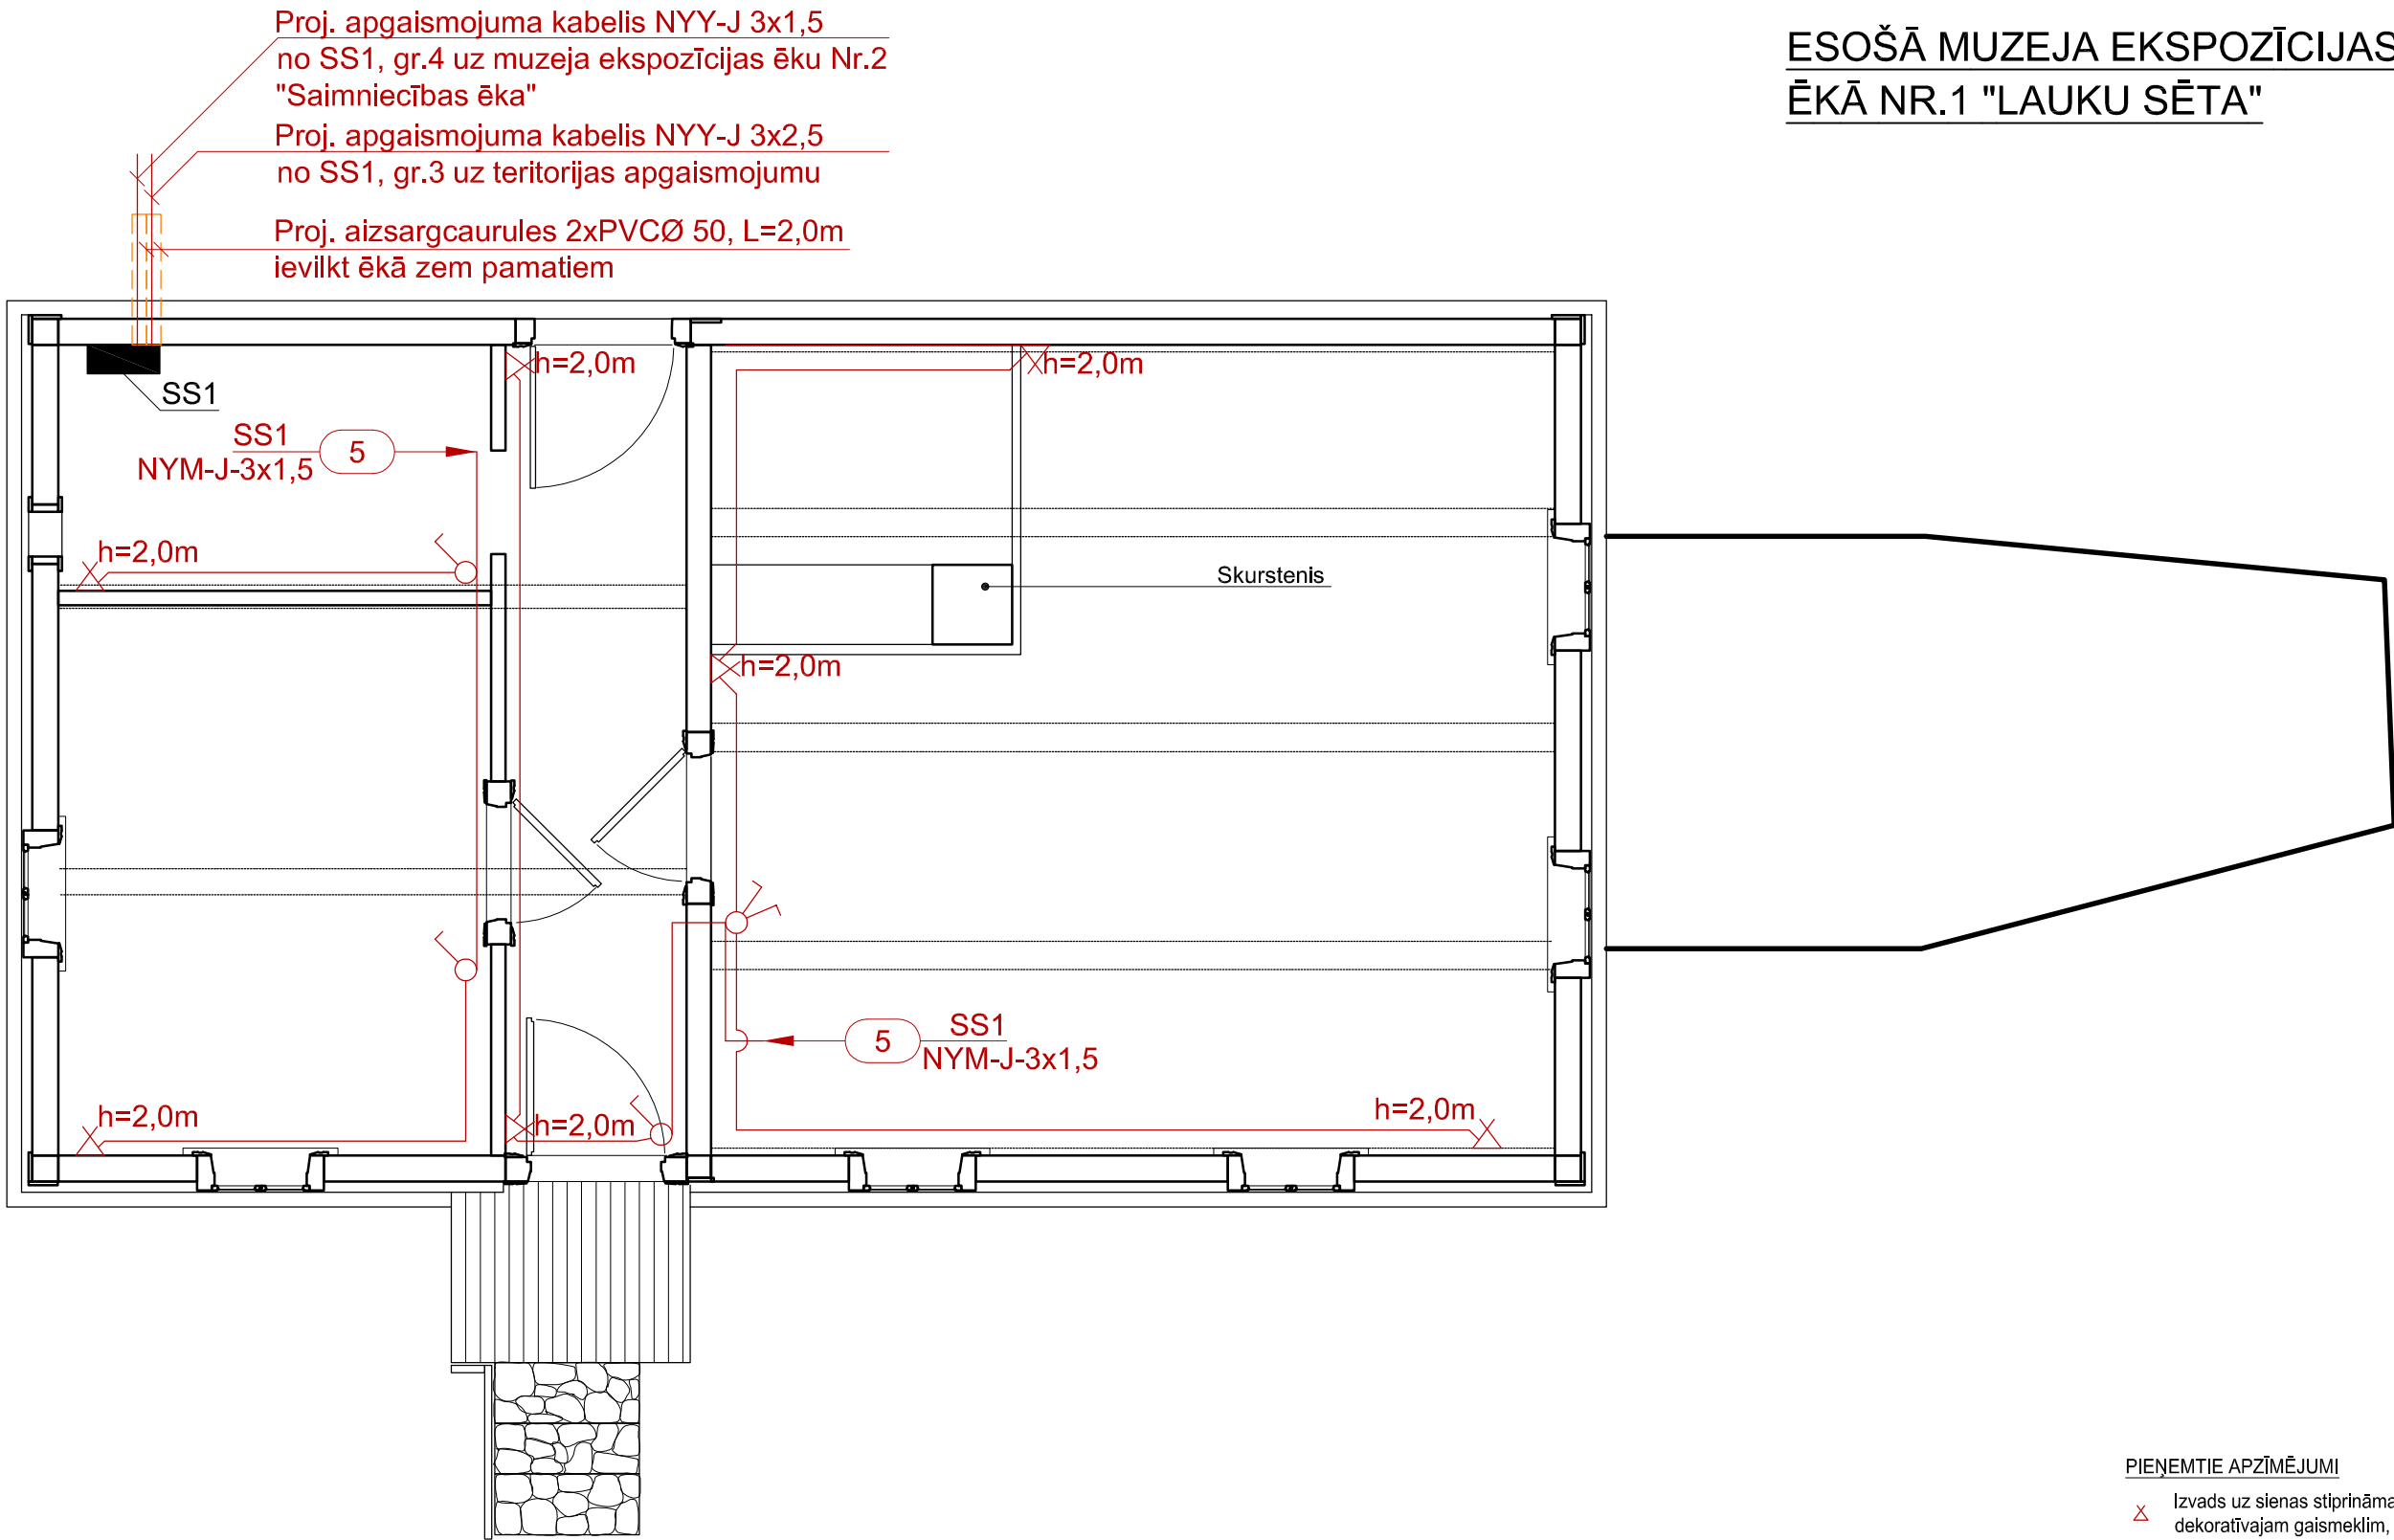 Proj. apgaismojuma kabelis NYY-J 3x1,5
no SS1, gr.4 uz muzeja ekspozīcijas ēku Nr.2
"Saimniecības ēka"
Proj. apgaismojuma kabelis NYY-J 3x2,5
no SS1, gr.3 uz teritorijas apgaismojumu
Proj. aizsargcaurules 2xPVCØ 50, L=2,0m
ievilkt ēkā zem pamatiem
ESOŠĀ MUZEJA EKSPOZĪCIJAS
ĒKĀ NR.1 "LAUKU SĒTA"
h=2,0m
h=2,0m
SS1
SS1
NYM-J-3x1,5
5
h=2,0m
Skurstenis
h=2,0m
5
SS1
NYM-J-3x1,5
h=2,0m
h=2,0m
h=2,0m
PIEŅEMTIE APZĪMĒJUMI
Izvads uz sienas stiprināma
dekoratīvajam gaismeklim,